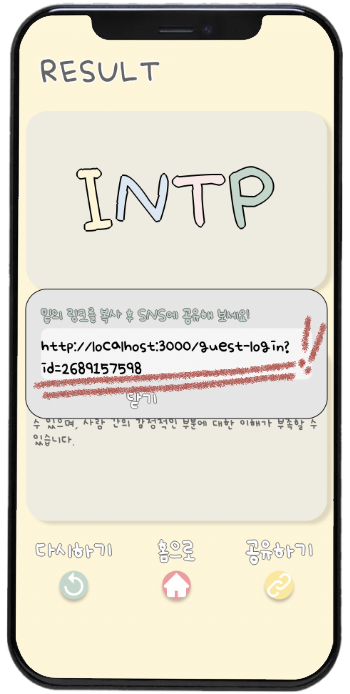 RESULT
INTP
밑의 링크를 복사 후 SNS에 공유해 보세요!
http://localhost:3000/guest-login?
id=2689157598
닫기
수 있으며, 사람 간의 감정적인 부분에 대한 이해가 부족할 수
있습니다.
다시하기 홈으로 공유하기